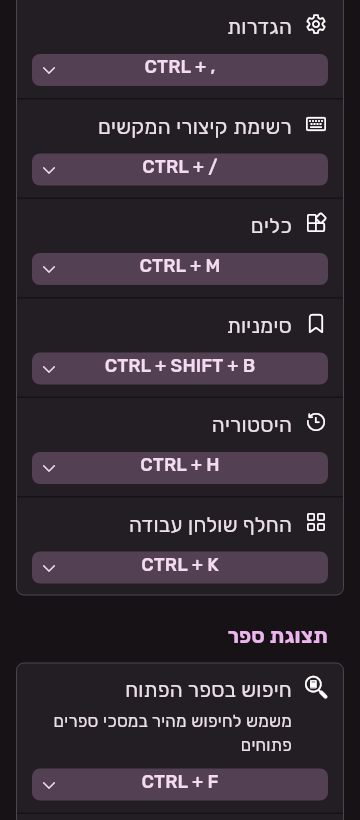 הגדרות
CTRL + ,
רשימת קיצורי המקשים
CTRL + /
כלים
CTRL + M
סימניות
CTRL + SHIFT + B
היסטוריה
CTRL + H
החלף שולחן עבודה
CTRL + K
תצוגת ספר
חיפוש בספר הפתוח
משמש לחיפוש מהיר במסכי ספרים
פתוחים
CTRL + F